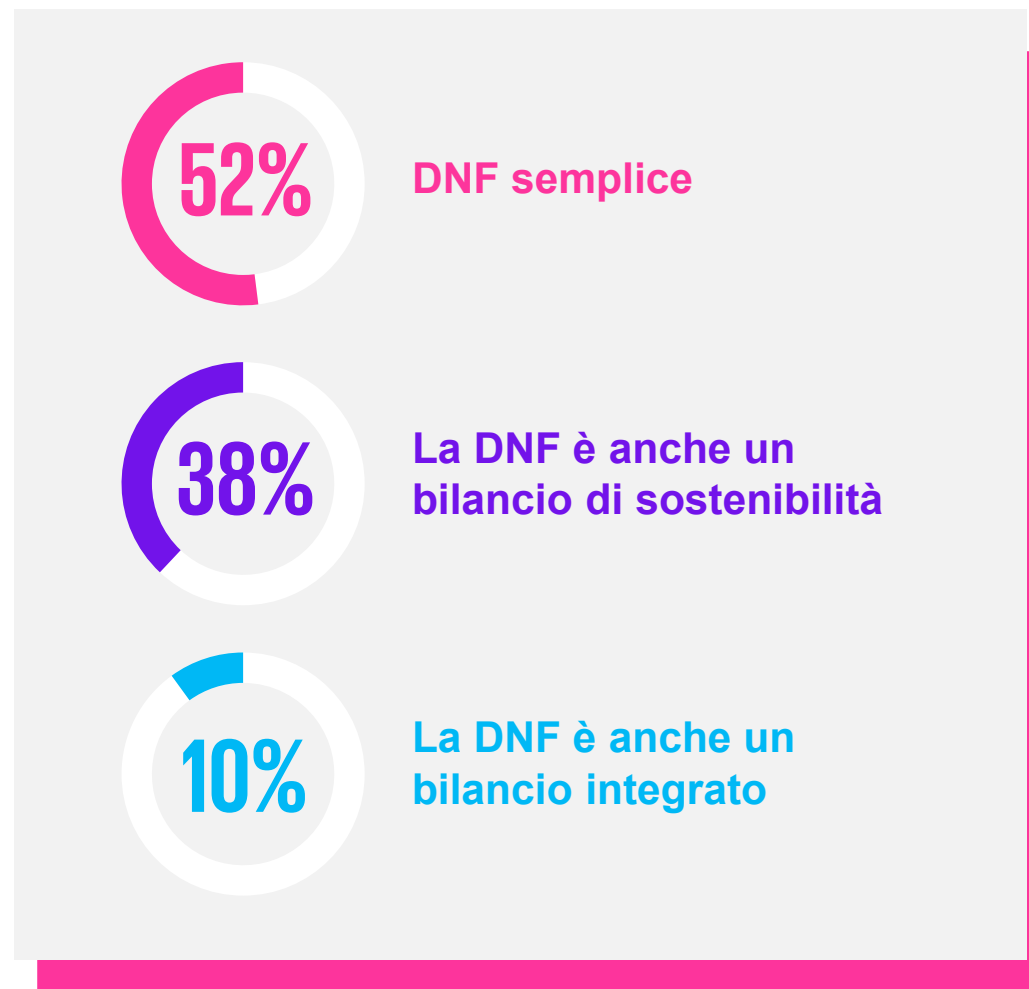 52%
DNF semplice
38%
La DNF è anche un
bilancio di sostenibilità
10%
La DNF è anche un
bilancio integrato